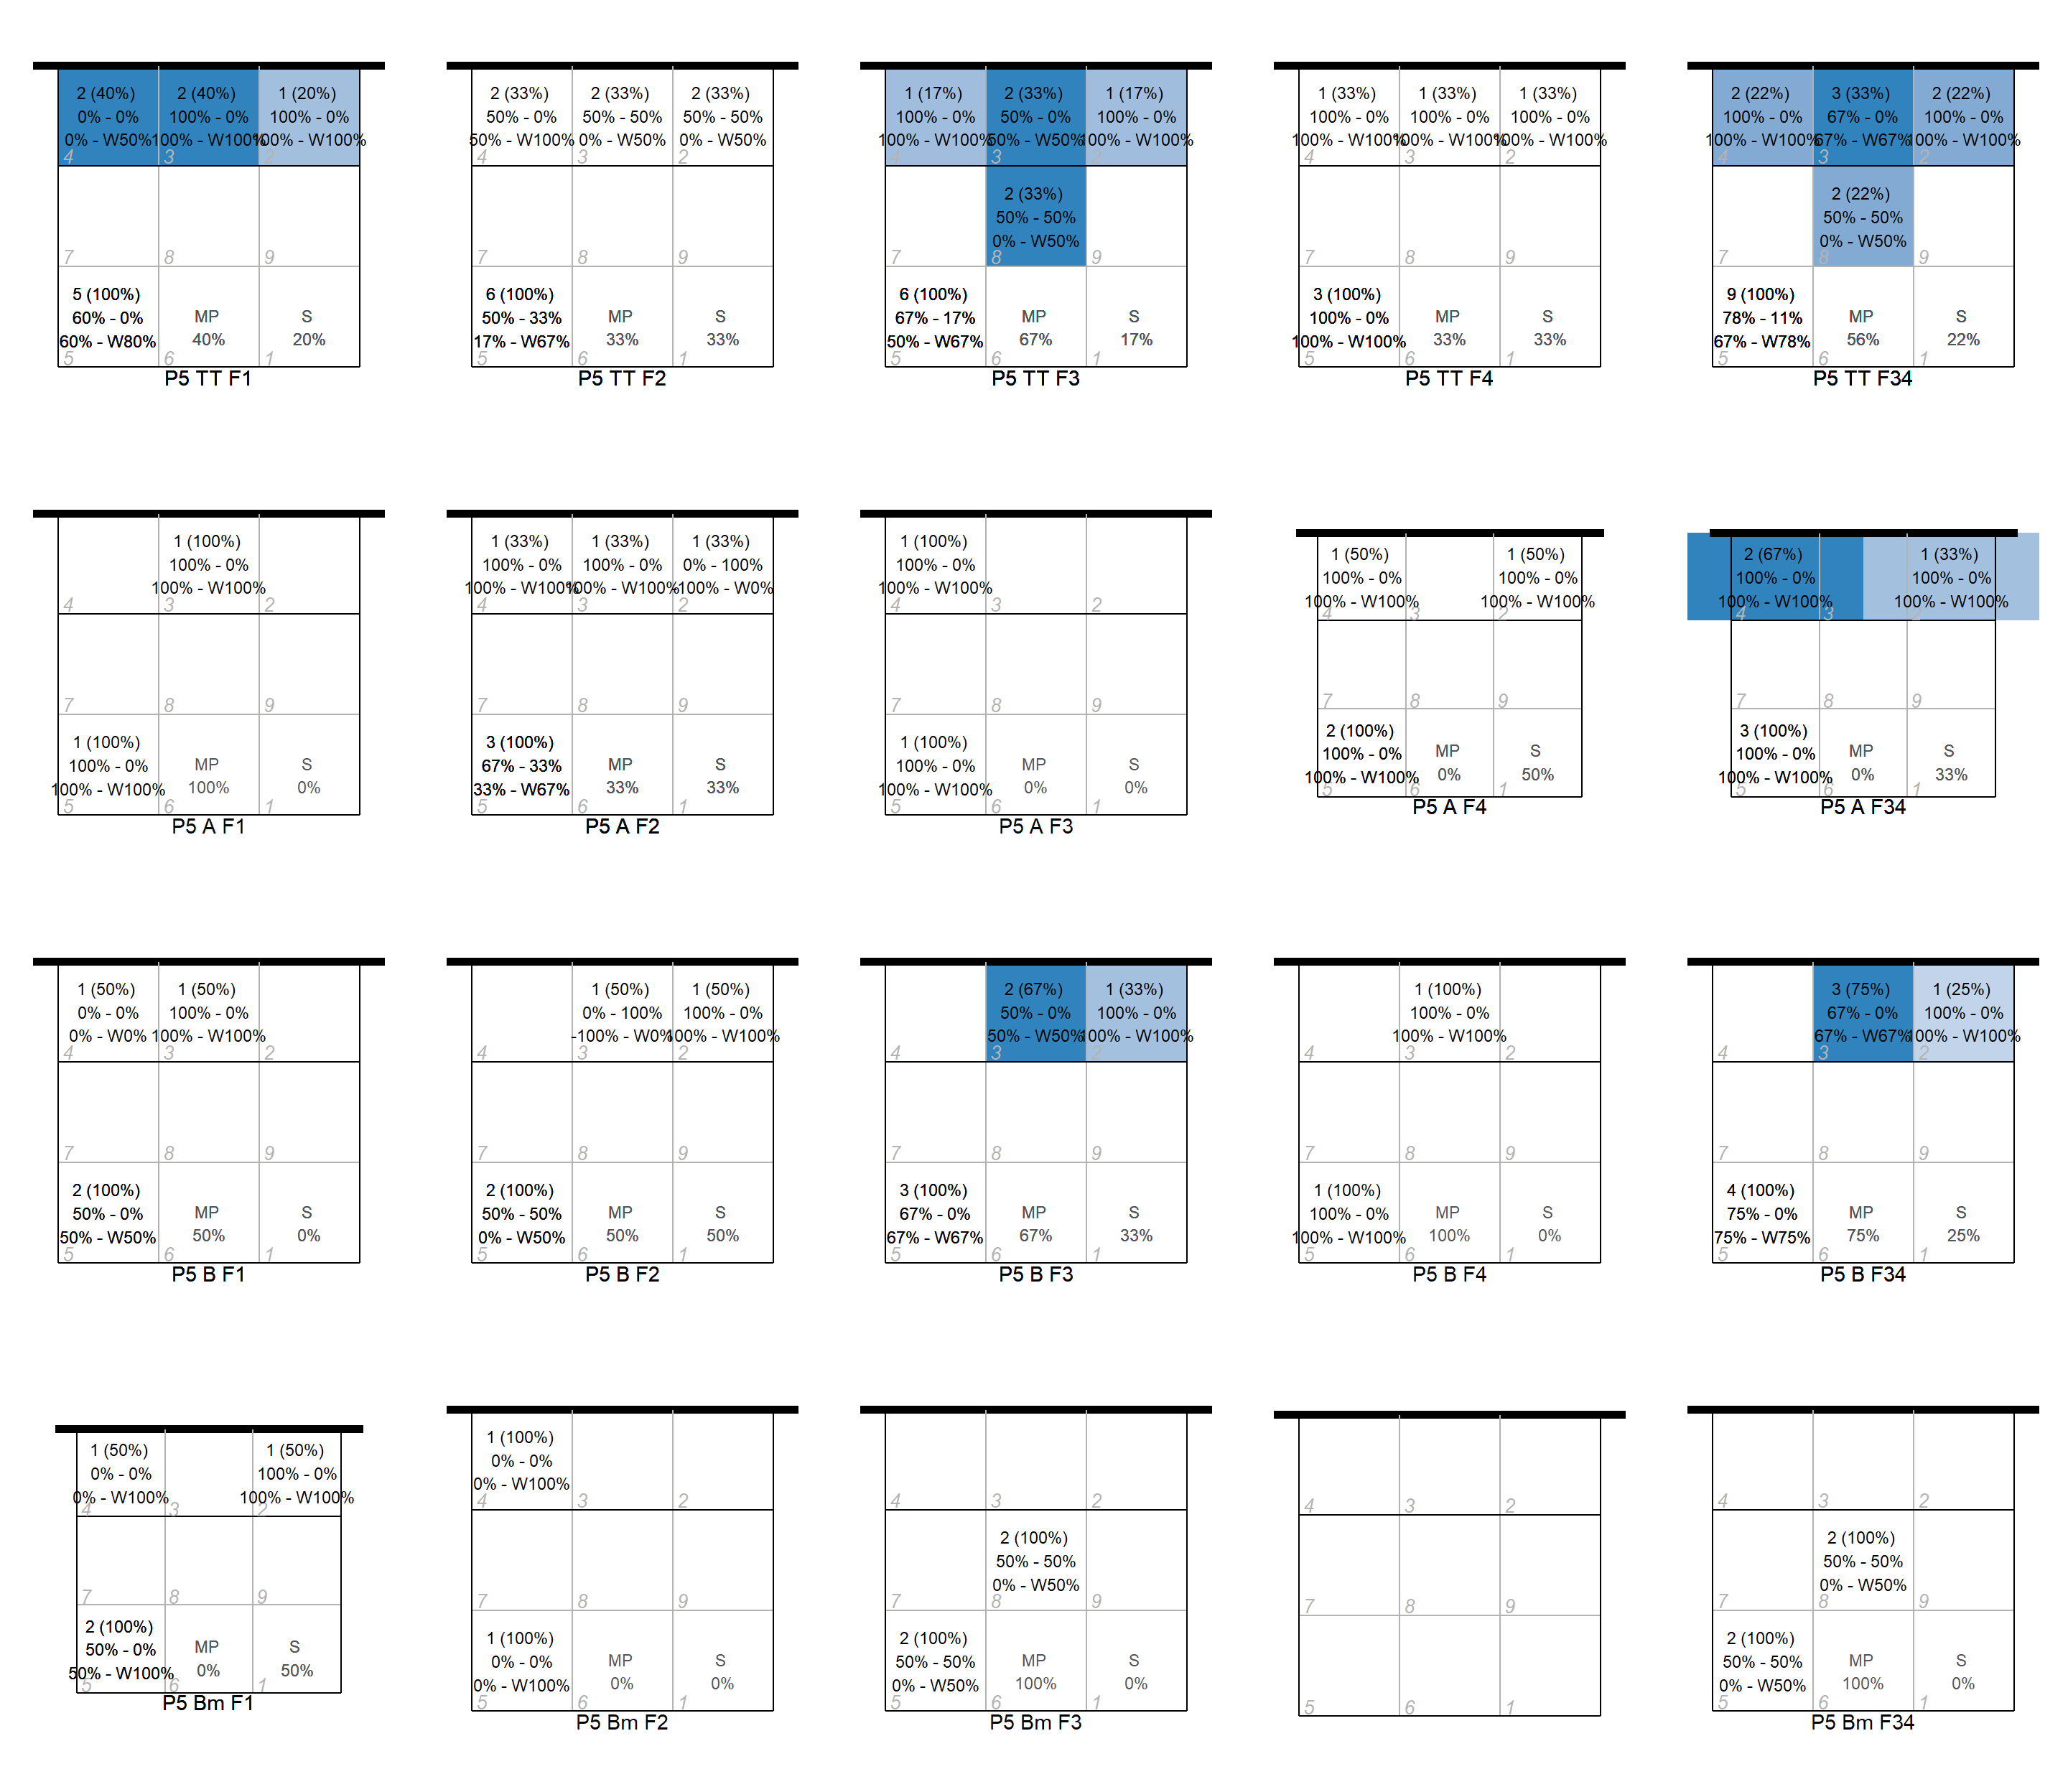 2 (40%)
0% - 0%
0% - W50%
4
2 (40%)
100% - 0%
100% - W100%
3
1 (20%)
100% - 0%
100% - W100%
2
7
8
9
5 (100%)
60% - 0%
60% - W80%
5
MP
40%
6
S
20%
1
P5 TT F1
2 (33%)
50% - 0%
50% - W100%
4
2 (33%)
50% - 50%
0% - W50%
3
2 (33%)
50% - 50%
0% - W50%
2
7
8
9
6 (100%)
50% - 33%
17% - W67%
5
MP
33%
6
S
33%
1
P5 TT F2
1 (17%)
100% - 0%
100% - W100%
4
2 (33%)
50% - 0%
50% - W50%
3
1 (17%)
100% - 0%
100% - W100%
2
7
2 (33%)
50% - 50%
0% - W50%
8
9
6 (100%)
67% - 17%
50% - W67%
5
MP
67%
6
S
17%
1
P5 TT F3
1 (33%)
100% - 0%
100% - W100%
4
1 (33%)
100% - 0%
100% - W100%
3
1 (33%)
100% - 0%
100% - W100%
2
7
8
9
3 (100%)
100% - 0%
100% - W100%
5
MP
33%
6
S
33%
1
P5 TT F4
2 (22%)
100% - 0%
100% - W100%
4
3 (33%)
67% - 0%
67% - W67%
3
2 (22%)
100% - 0%
100% - W100%
2
7
2 (22%)
50% - 50%
0% - W50%
8
9
9 (100%)
78% - 11%
67% - W78%
5
MP
56%
6
S
22%
1
P5 TT F34
4
1 (100%)
100% - 0%
100% - W100%
3
2
7
8
9
1 (100%)
100% - 0%
100% - W100%
5
MP
100%
6
S
0%
1
P5 A F1
1 (33%)
100% - 0%
100% - W100%
4
1 (33%)
100% - 0%
100% - W100%
3
1 (33%)
0% - 100%
-100% - W0%
2
7
8
9
3 (100%)
67% - 33%
33% - W67%
5
MP
33%
6
S
33%
1
P5 A F2
1 (100%)
100% - 0%
100% - W100%
4
3
2
7
8
9
1 (100%)
100% - 0%
100% - W100%
5
MP
0%
6
S
0%
1
P5 A F3
1 (50%)
100% - 0%
100% - W100%
4
3
1 (50%)
100% - 0%
100% - W100%
2
7
8
9
2 (100%)
100% - 0%
100% - W100%
5
MP
0%
6
S
50%
1
P5 A F4
2 (67%)
100% - 0%
100% - W100%
4
3
1 (33%)
100% - 0%
100% - W100%
2
7
8
9
3 (100%)
100% - 0%
100% - W100%
5
MP
0%
6
S
33%
1
P5 A F34
1 (50%)
0% - 0%
0% - W0%
4
1 (50%)
100% - 0%
100% - W100%
3
2
7
8
9
2 (100%)
50% - 0%
50% - W50%
5
MP
50%
6
S
0%
1
P5 B F1
4
1 (50%)
0% - 100%
-100% - W0%
3
1 (50%)
100% - 0%
100% - W100%
2
7
8
9
2 (100%)
50% - 50%
0% - W50%
5
MP
50%
6
S
50%
1
P5 B F2
4
2 (67%)
50% - 0%
50% - W50%
3
1 (33%)
100% - 0%
100% - W100%
2
7
8
9
3 (100%)
67% - 0%
67% - W67%
5
MP
67%
6
S
33%
1
P5 B F3
4
1 (100%)
100% - 0%
100% - W100%
3
2
7
8
9
1 (100%)
100% - 0%
100% - W100%
5
MP
100%
6
S
0%
1
P5 B F4
4
3 (75%)
67% - 0%
67% - W67%
3
1 (25%)
100% - 0%
100% - W100%
2
7
8
9
4 (100%)
75% - 0%
75% - W75%
5
MP
75%
6
S
25%
1
P5 B F34
1 (50%)
0% - 0%
0% - W100%
4
3
1 (50%)
100% - 0%
100% - W100%
2
7
8
9
2 (100%)
50% - 0%
50% - W100%
5
MP
0%
6
S
50%
1
P5 Bm F1
1 (100%)
0% - 0%
0% - W100%
4
3
2
7
8
9
1 (100%)
0% - 0%
0% - W100%
5
MP
0%
6
S
0%
1
P5 Bm F2
4
3
2
7
2 (100%)
50% - 50%
0% - W50%
8
9
2 (100%)
50% - 50%
0% - W50%
5
MP
100%
6
S
0%
1
P5 Bm F3
4
3
2
7
8
9
5
6
1
4
3
2
7
2 (100%)
50% - 50%
0% - W50%
8
9
2 (100%)
50% - 50%
0% - W50%
5
MP
100%
6
S
0%
1
P5 Bm F34